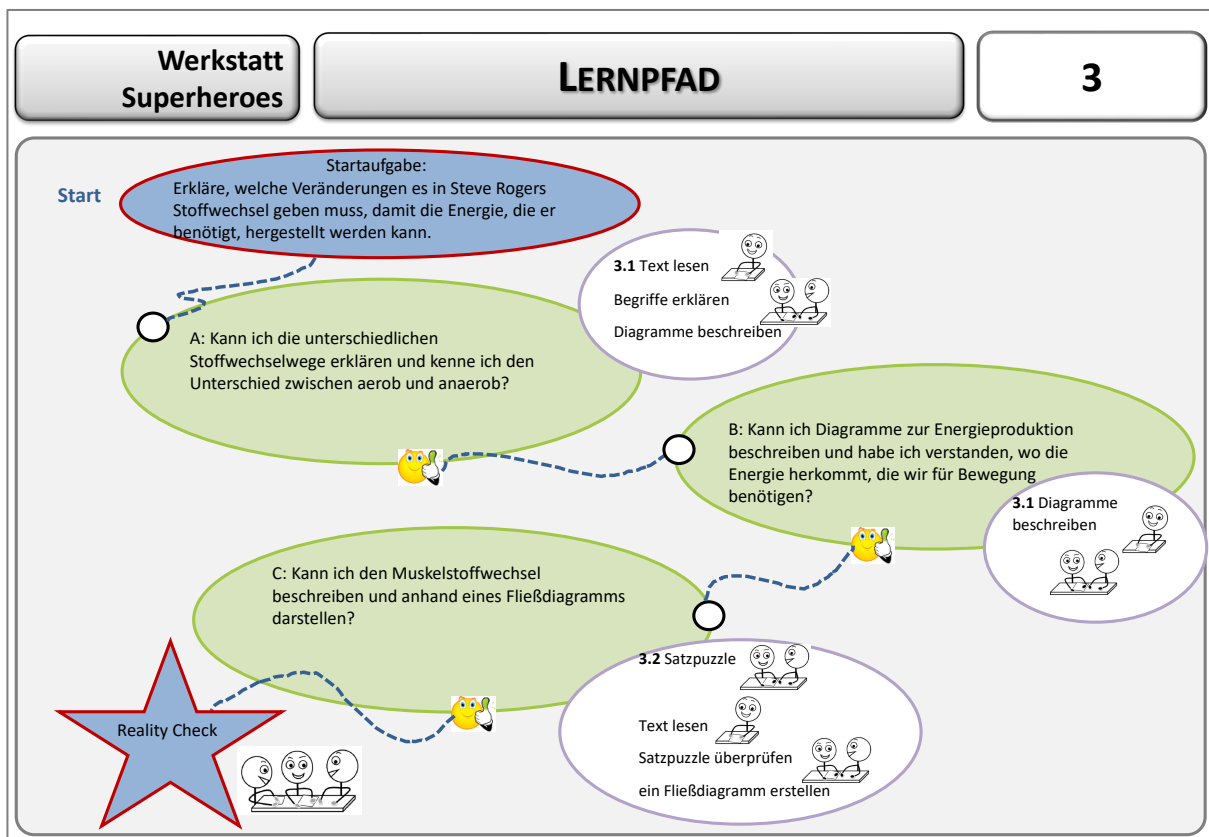 Werkstatt
Superheroes
LERNPFAD
3
Start
Startaufgabe:
Erkläre, welche Veränderungen es in Steve Rogers
Stoffwechsel geben muss, damit die Energie, die er
benötigt, hergestellt werden kann.
3.1 Text lesen
Begriffe erklären
Diagramme beschreiben
A: Kann ich die unterschiedlichen
Stoffwechselwege erklären und kenne ich den
Unterschied zwischen aerob und anaerob?
B: Kann ich Diagramme zur Energieproduktion
beschreiben und habe ich verstanden, wo die
Energie herkommt, die wir für Bewegung
benötigen?
3.1 Diagramme
beschreiben
C: Kann ich den Muskelstoffwechsel
beschreiben und anhand eines Fließdiagramms
darstellen?
3.2 Satzpuzzle
Text lesen
Satzpuzzle überprüfen
ein Fließdiagramm erstellen
Reality Check